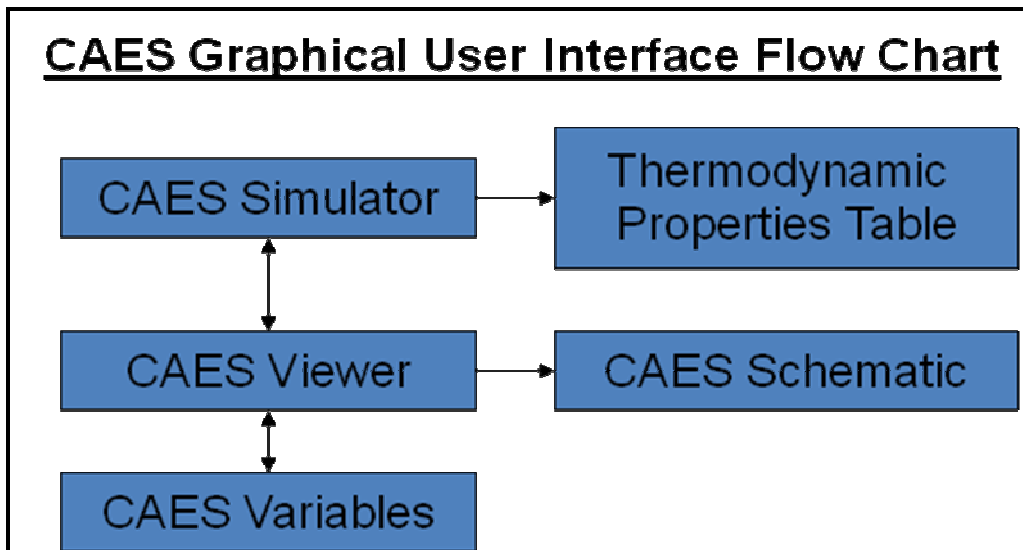 CAES Graphical User Interface Flow Chart
CAES Simulator
Thermodynamic
Properties Table
CAES Viewer
CAES Schematic
CAES Variables